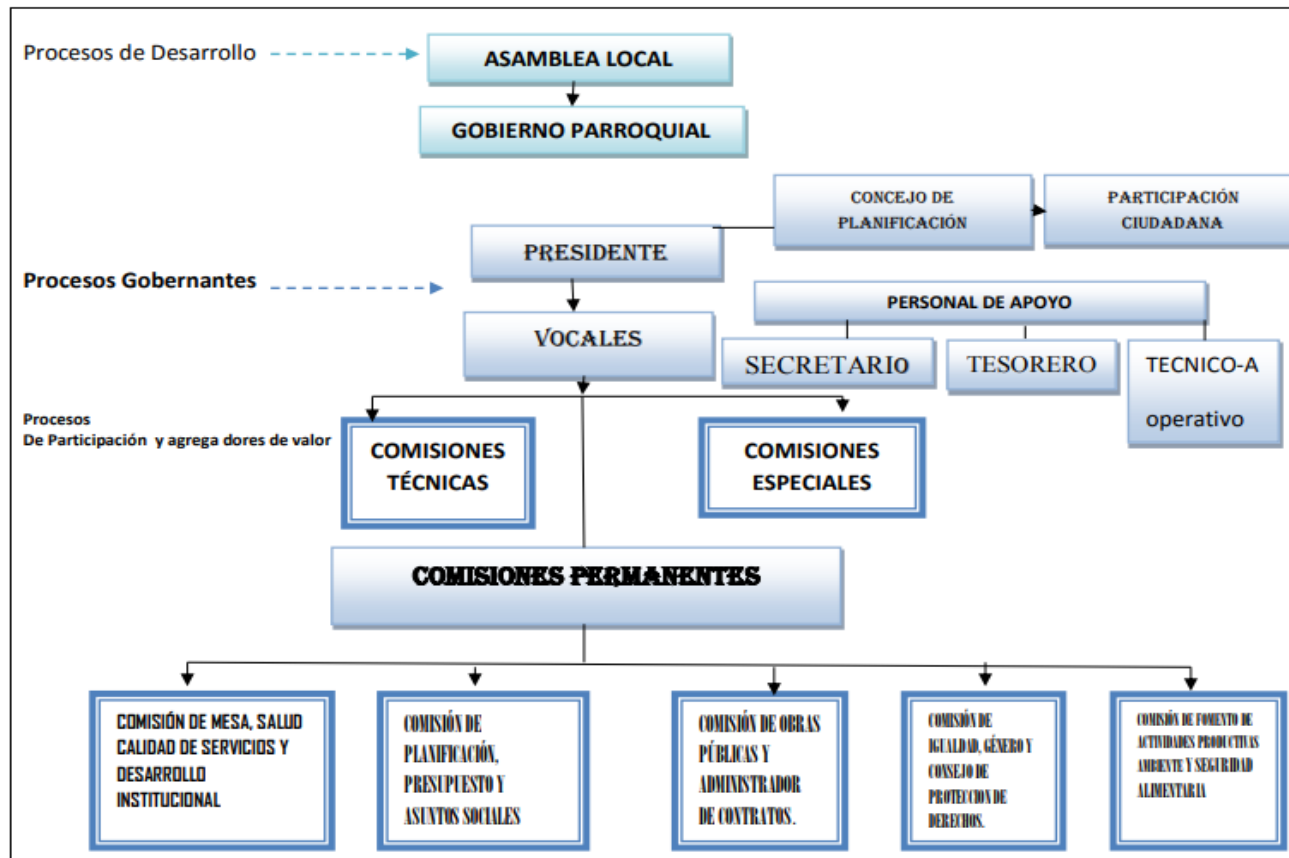 Procesos de Desarrollo
ASAMBLEA LOCAL
GOBIERNO PARROQUIAL
CONCEJO DE
PLANIFICACIÓN
PARTICIPACIÓN
CIUDADANA
PRESIDENTE
Procesos Gobernantes
PERSONAL DE APOYO
VOCALES
SECRETARIO
TESORERO
TECNICO-A
operativo
Procesos
De Participación y agrega dores de valor
COMISIONES
TÉCNICAS
COMISIONES
ESPECIALES
COMISIONES PERMANENTES
COMISIÓN DE MESA, SALUD
CALIDAD DE SERVICIOS Y
DESARROLLO
INSTITUCIONAL
COMISIÓN DE
PLANIFICACIÓN,
PRESUPUESTO Y
ASUNTOS SOCIALES
COMISIÓN DE OBRAS
PÚBLICAS Y
ADMINISTRADOR
DE CONTRATOS.
COMISIÓN DE
IGUALDAD, GÉNERO Y
CONSEJO DE
PROTECCION DE
DERECHOS.
COMISIÓN DE FOMENTO DE
ACTIVIDADES PRODUCTIVAS
AMBIENTE Y SEGURIDAD
ALIMENTARIA